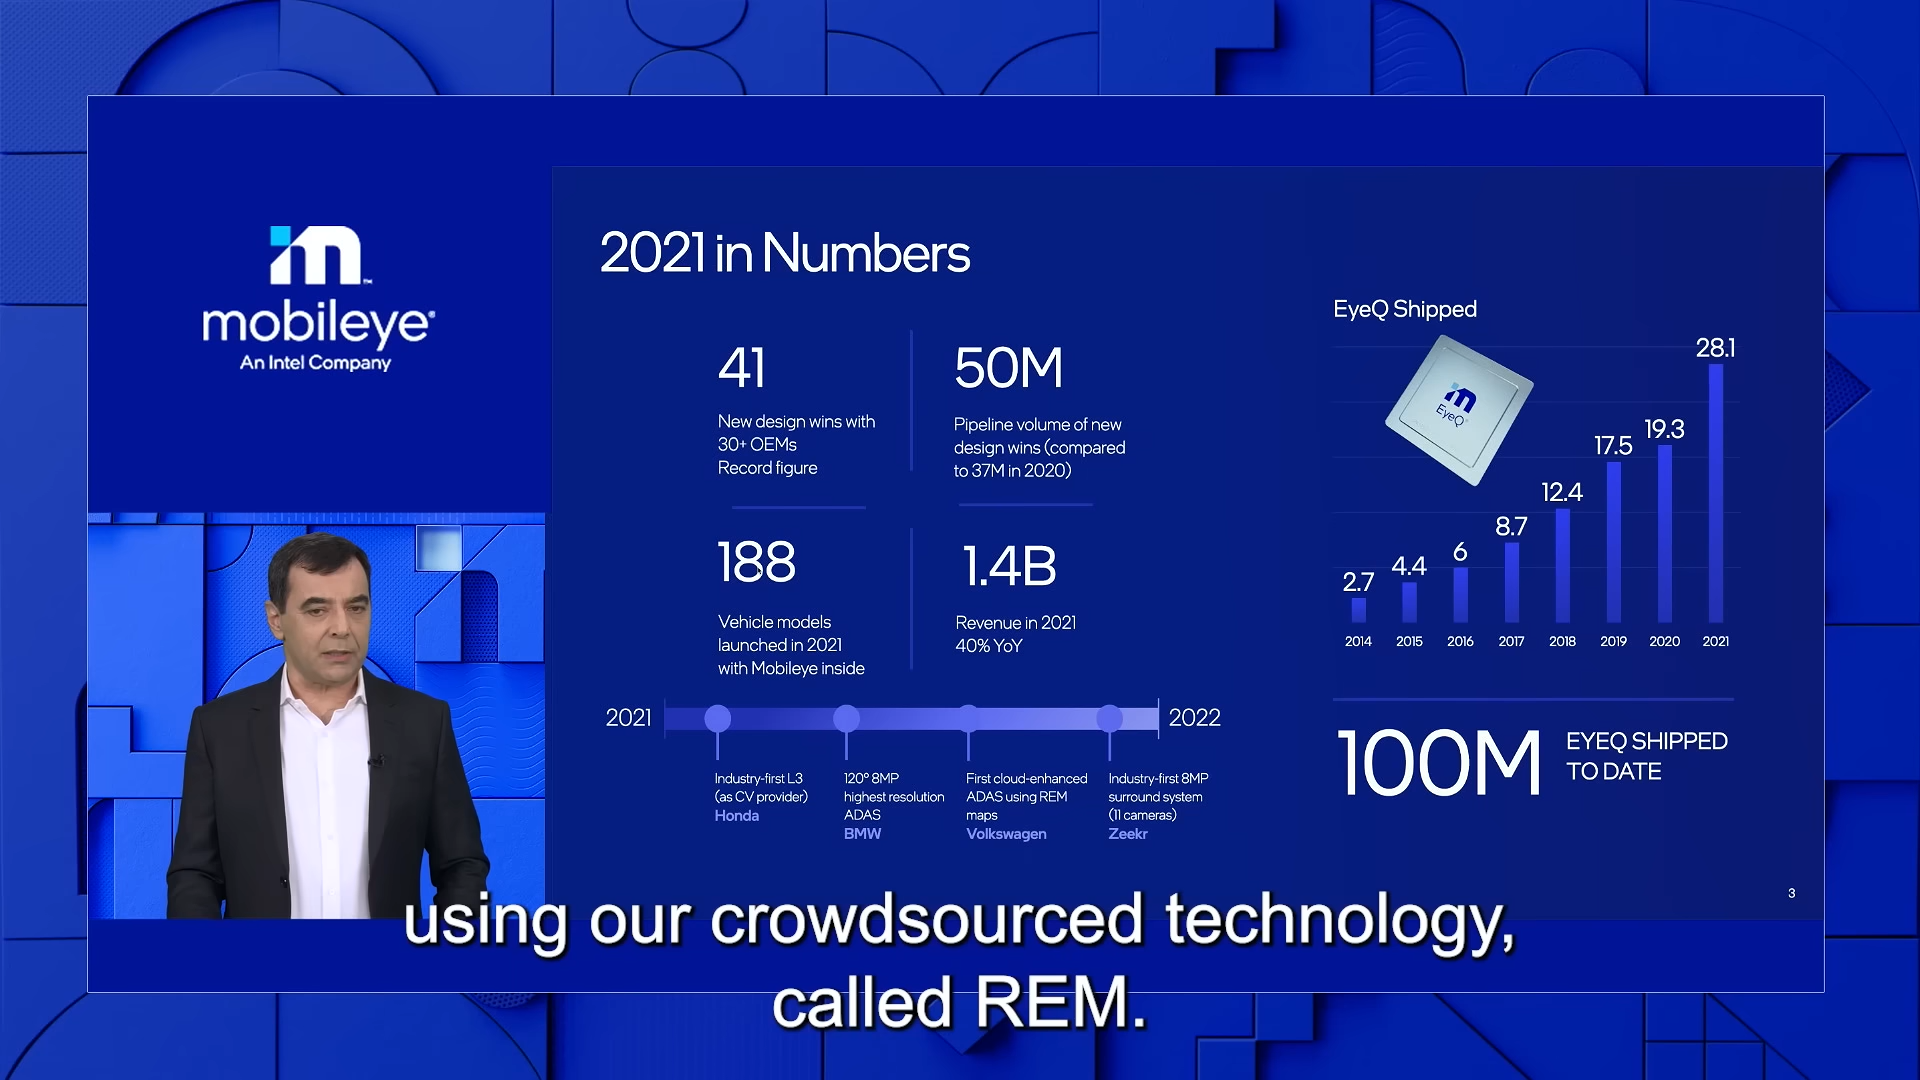 m™
mobileye®
An Intel Company
2021 in Numbers
41
New design wins with
30+ OEMs
Record figure
50M
Pipeline volume of new
design wins (compared
to 37M in 2020)
188
Vehicle models
launched in 2021
with Mobileye inside
1.4B
Revenue in 2021
40% YoY
2021
2022
Industry-first L3
(as CV provider)
Honda
120° 8MP
highest resolution
ADAS
BMW
First cloud-enhanced
ADAS using REM
maps
Volkswagen
Industry-first 8MP
surround system
(11 cameras)
Zeekr
EyeQ Shipped
m
EyeQ®
2.7
4.4
6
8.7
12.4
17.5
19.3
28.1
2014
2015
2016
2017
2018
2019
2020
2021
100M
EYEQ SHIPPED
TO DATE
3
using our crowdsourced technology,
called REM.